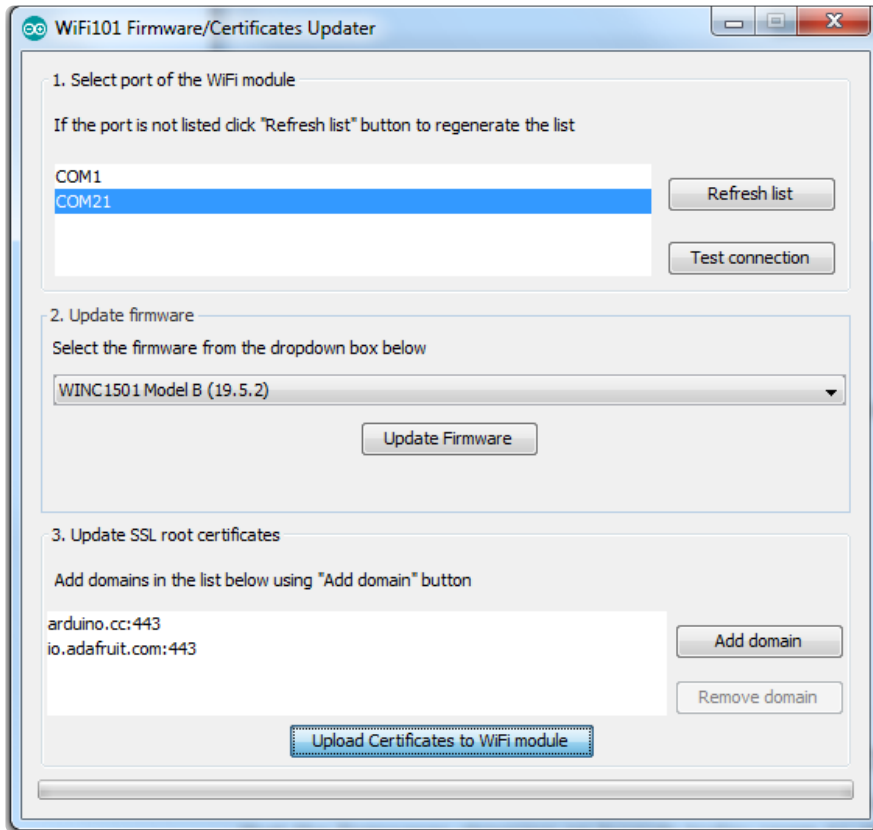 WiFi101 Firmware/Certificates Updater
1. Select port of the WiFi module
If the port is not listed click "Refresh list" button to regenerate the list
COM1
COM21
Refresh list
Test connection
2. Update firmware
Select the firmware from the dropdown box below
WINC1501 Model B (19.5.2)
Update Firmware
3. Update SSL root certificates
Add domains in the list below using "Add domain" button
arduino.cc:443
io.adafruit.com:443
Add domain
Remove domain
Upload Certificates to WiFi module